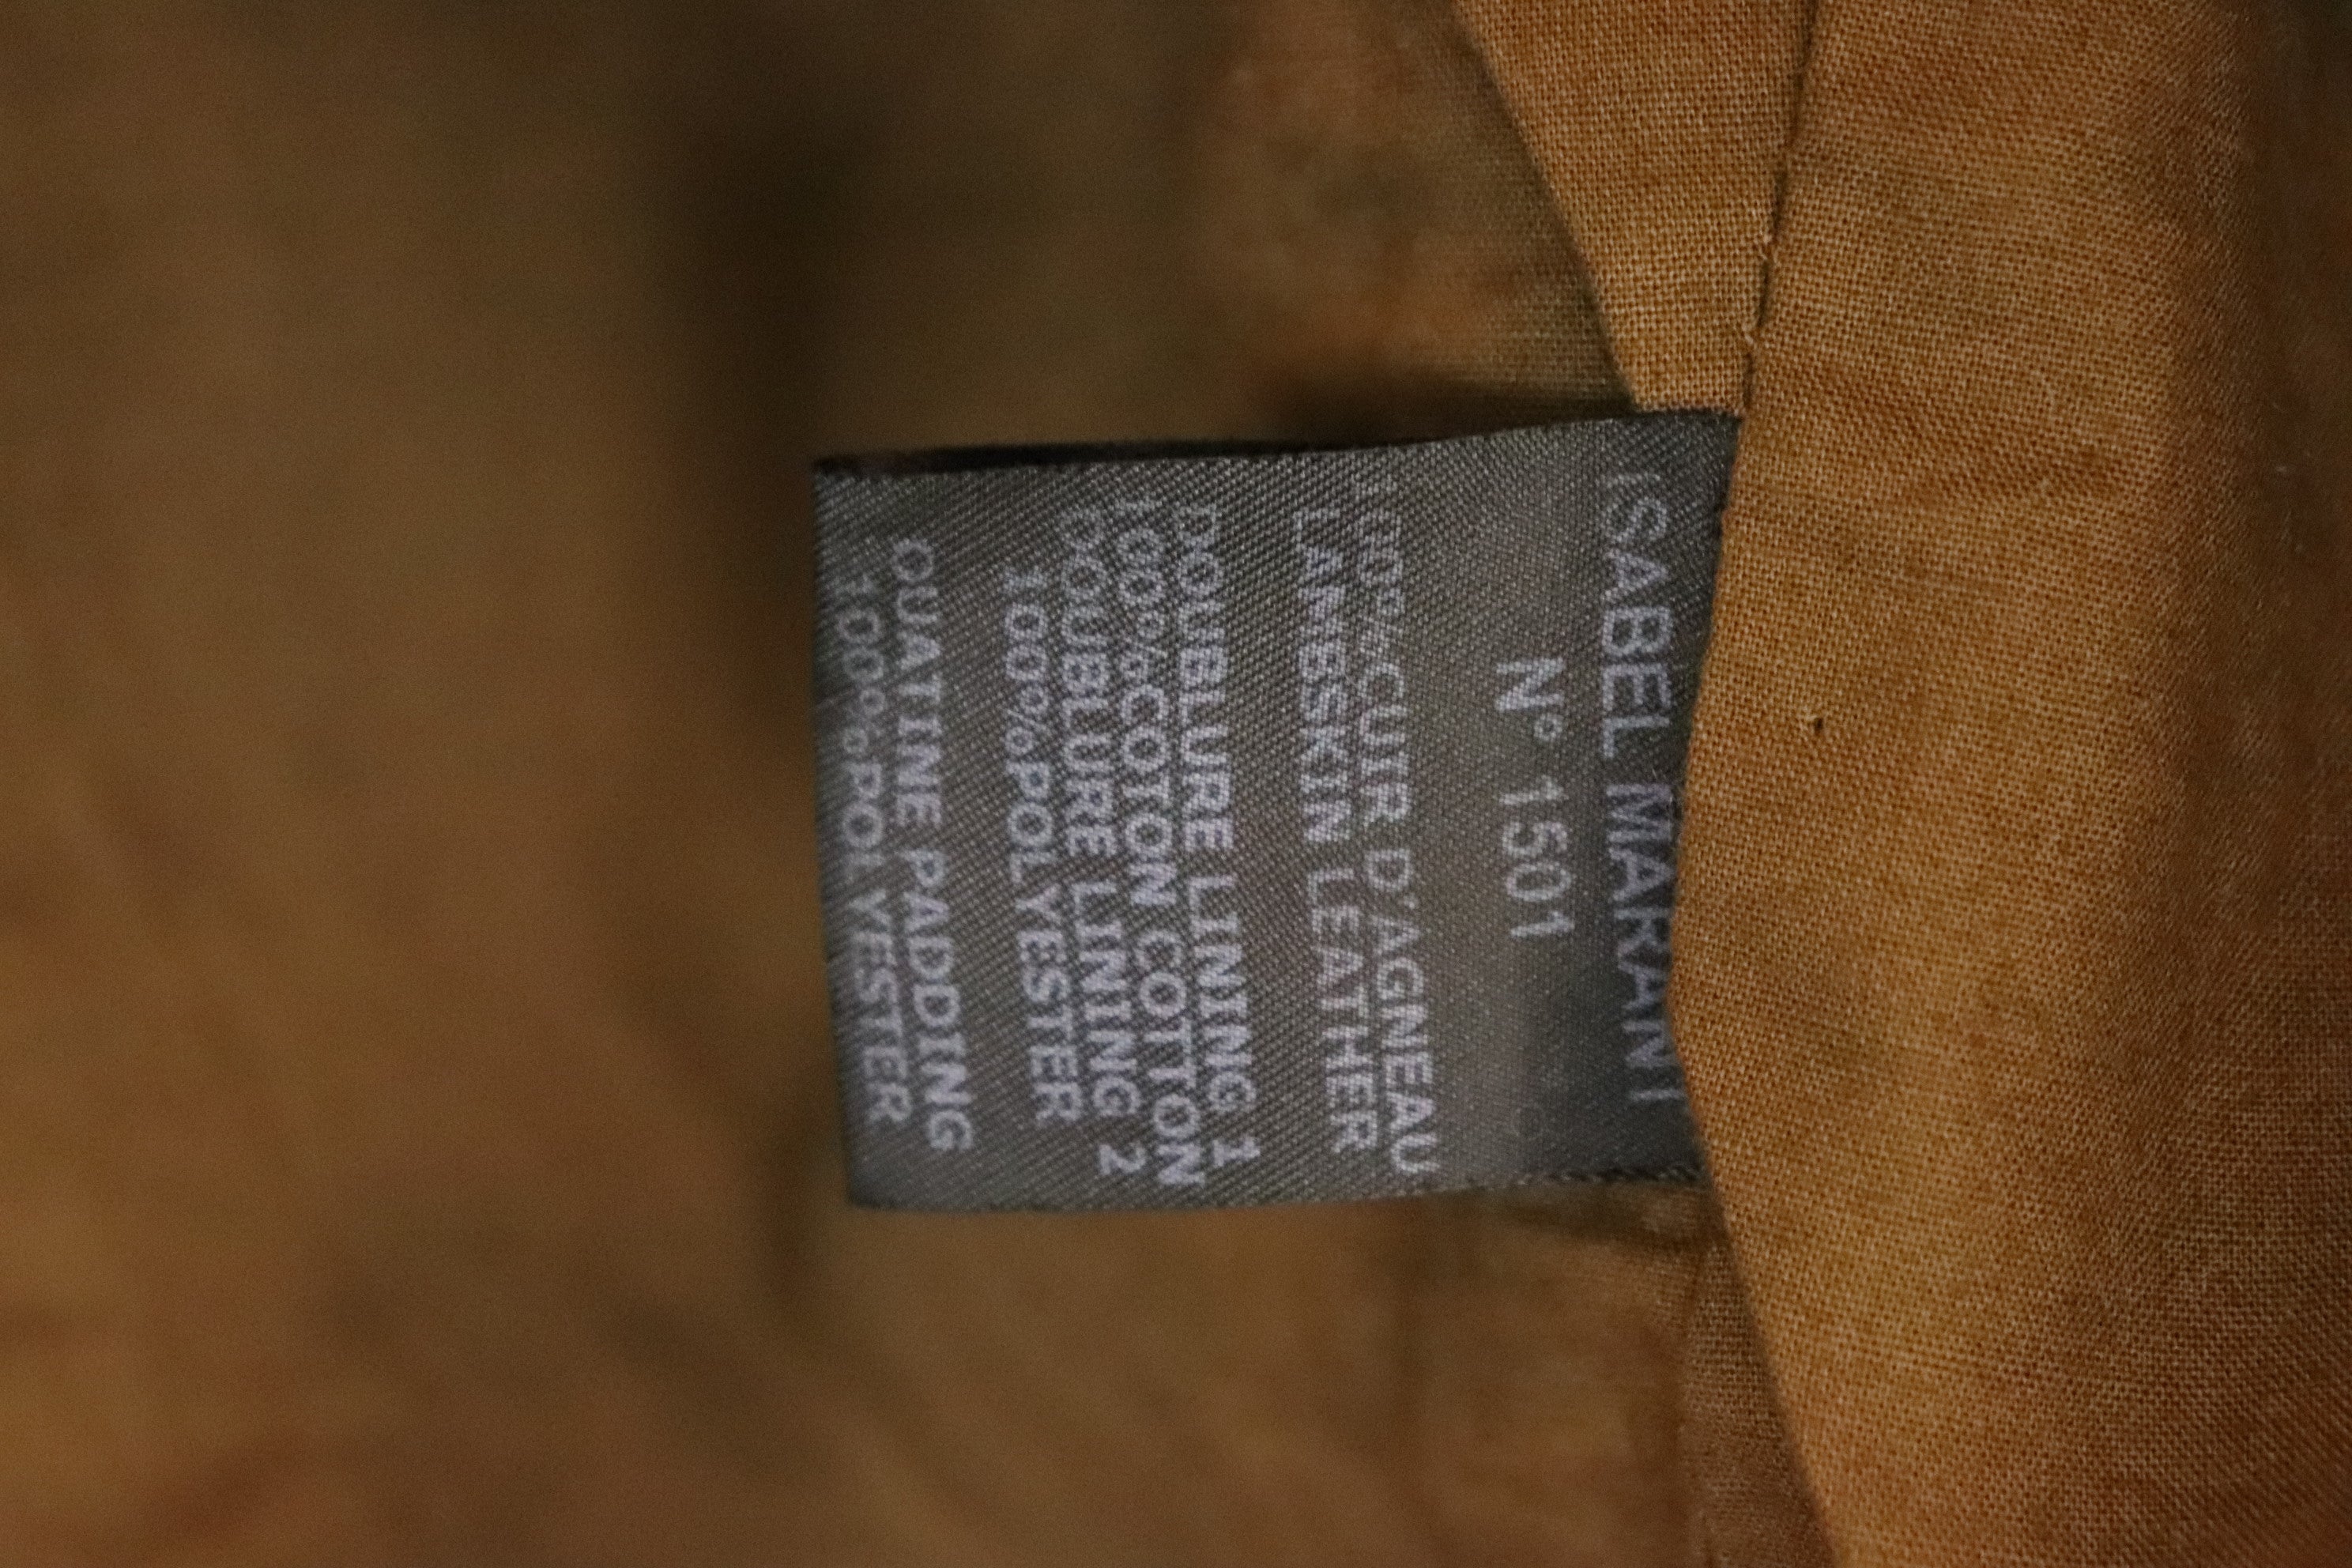 ISABEL MARANT
N° 1501
100%CUIR D'AGNEAU
LAMBSKIN LEATHER
DOUBLURE LINING 1
100%COTON COTTON
DOUBLURE LINING 2
100%POLYESTER
OUATINE PADDING
100%POLYESTER